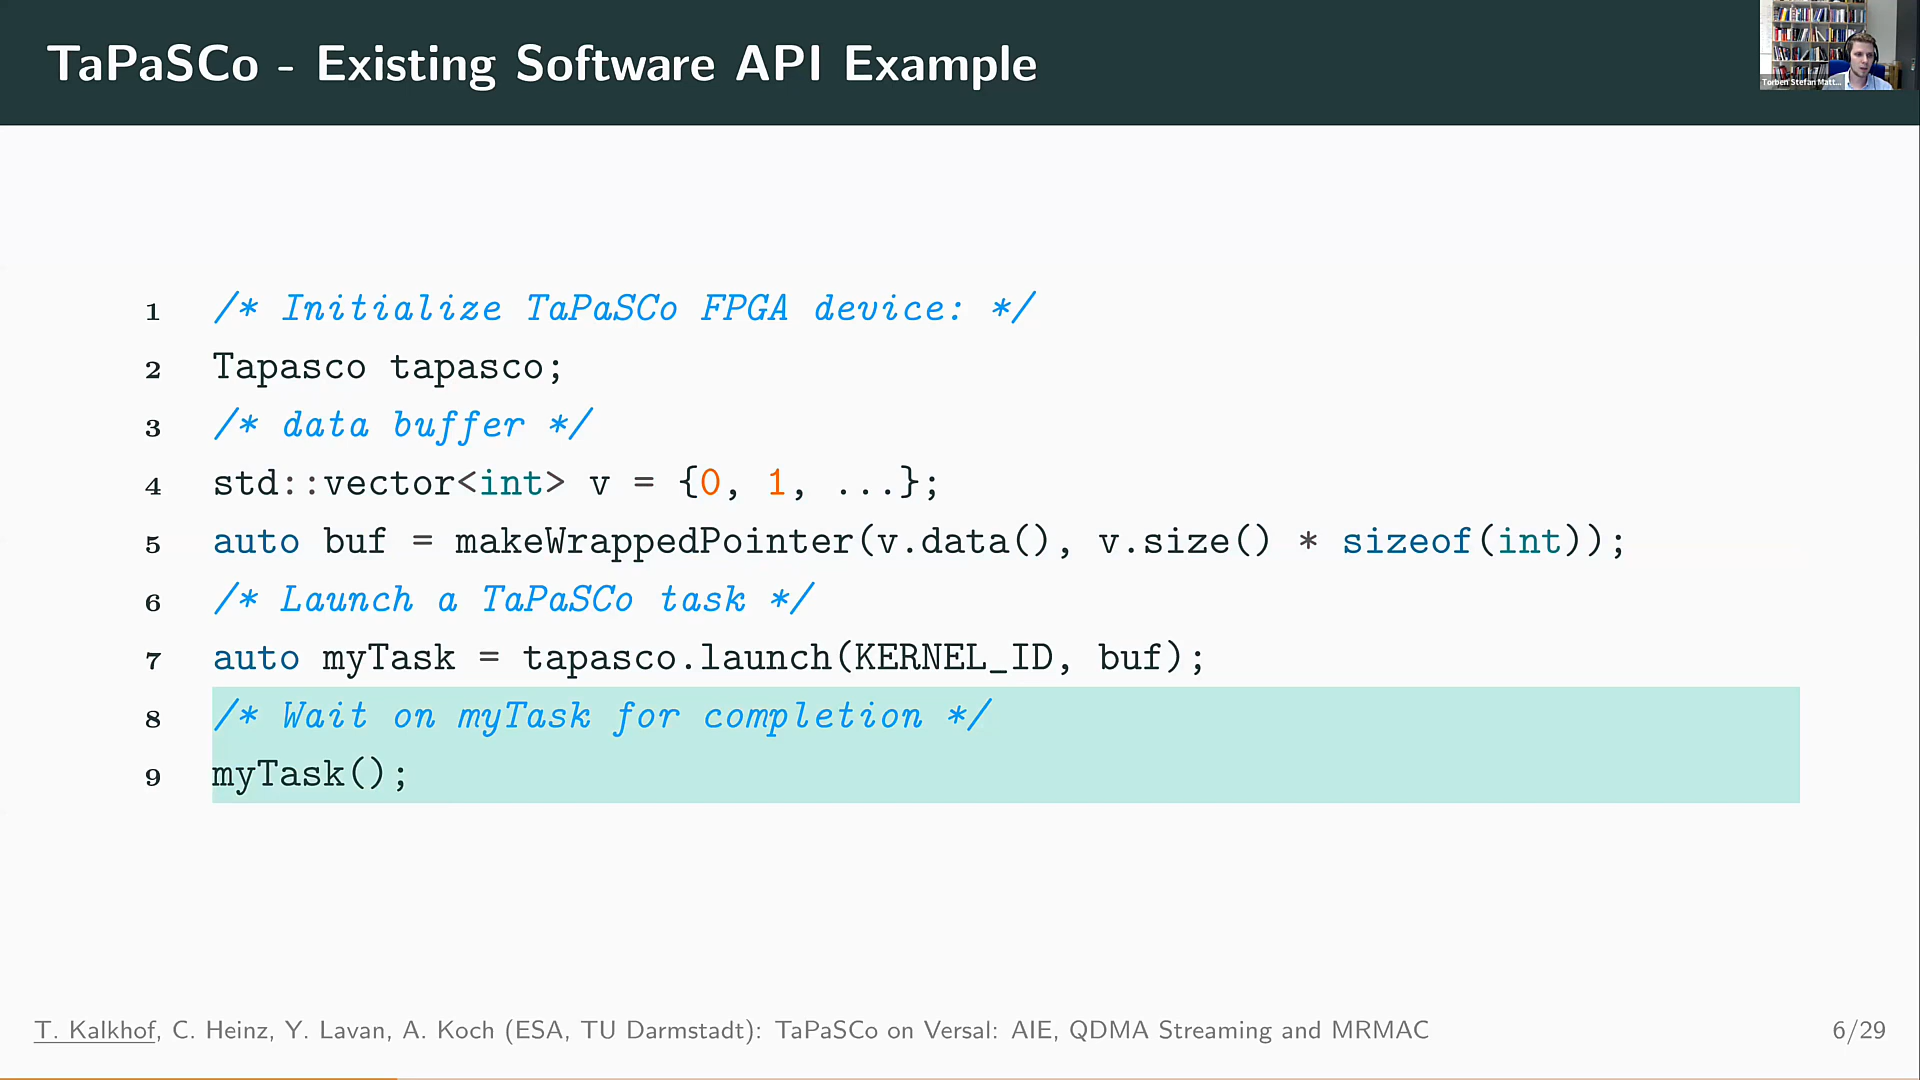 TaPaSCo - Existing Software API Example
Torben Stefan Matt...
1 /* Initialize TaPaSCo FPGA device: */
2 Tapasco tapasco;
3 /* data buffer */
4 std::vector<int> v = {0, 1, ...};
5 auto buf = makeWrappedPointer(v.data(), v.size() * sizeof(int));
6 /* Launch a TaPaSCo task */
7 auto myTask = tapasco.launch(KERNEL_ID, buf);
8 /* Wait on myTask for completion */
9 myTask();
T. Kalkhof, C. Heinz, Y. Lavan, A. Koch (ESA, TU Darmstadt): TaPaSCo on Versal: AIE, QDMA Streaming and MRMAC
6/29